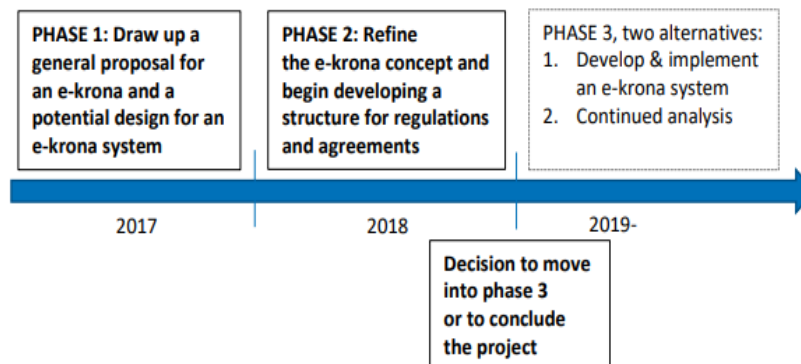 PHASE 1: Draw up a
general proposal for
an e-krona and a
potential design for an
e-krona system
PHASE 2: Refine
the e-krona concept and
begin developing a
structure for regulations
and agreements
PHASE 3, two alternatives:
1. Develop & implement
an e-krona system
2. Continued analysis
2017
2018
2019-
Decision to move
into phase 3
or to conclude
the project